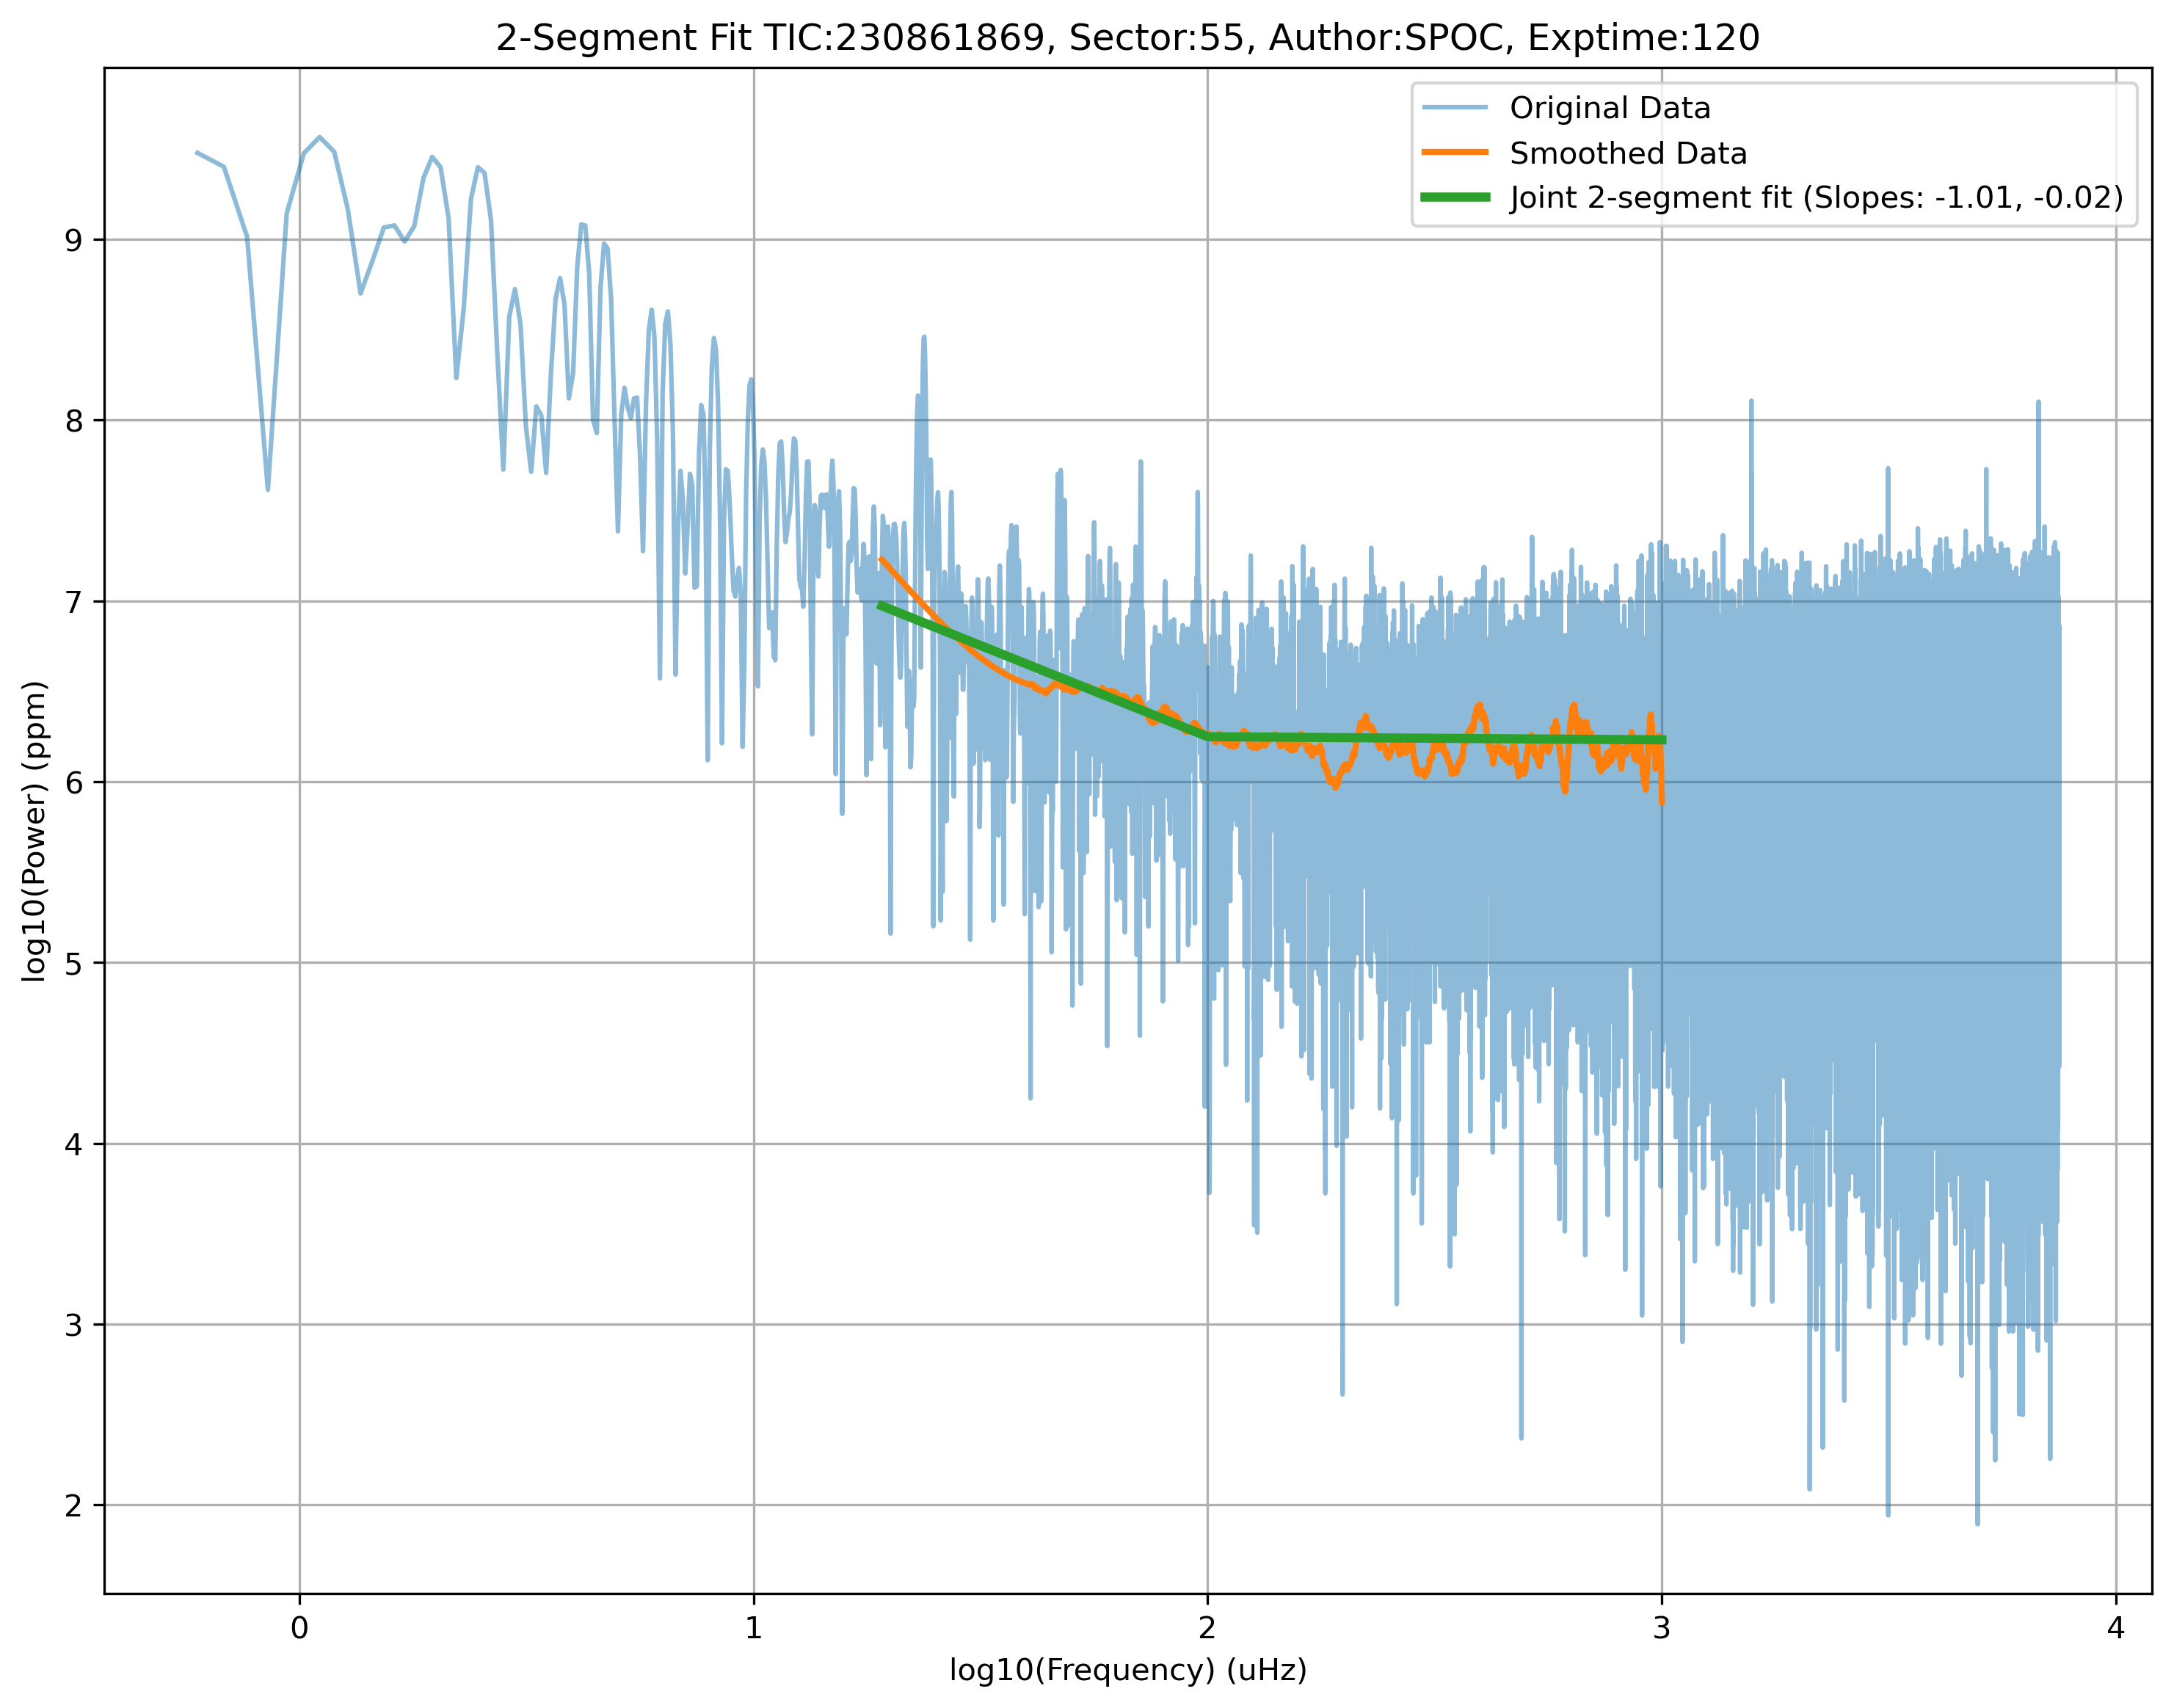 2-Segment Fit TIC:230861869, Sector:55, Author:SPOC, Exptime:120
Original Data
Smoothed Data
Joint 2-segment fit (Slopes: -1.01, -0.02)
log10(Power) (ppm)
9
8
7
6
5
4
3
2
0 1 2 3 4
log10(Frequency) (uHz)